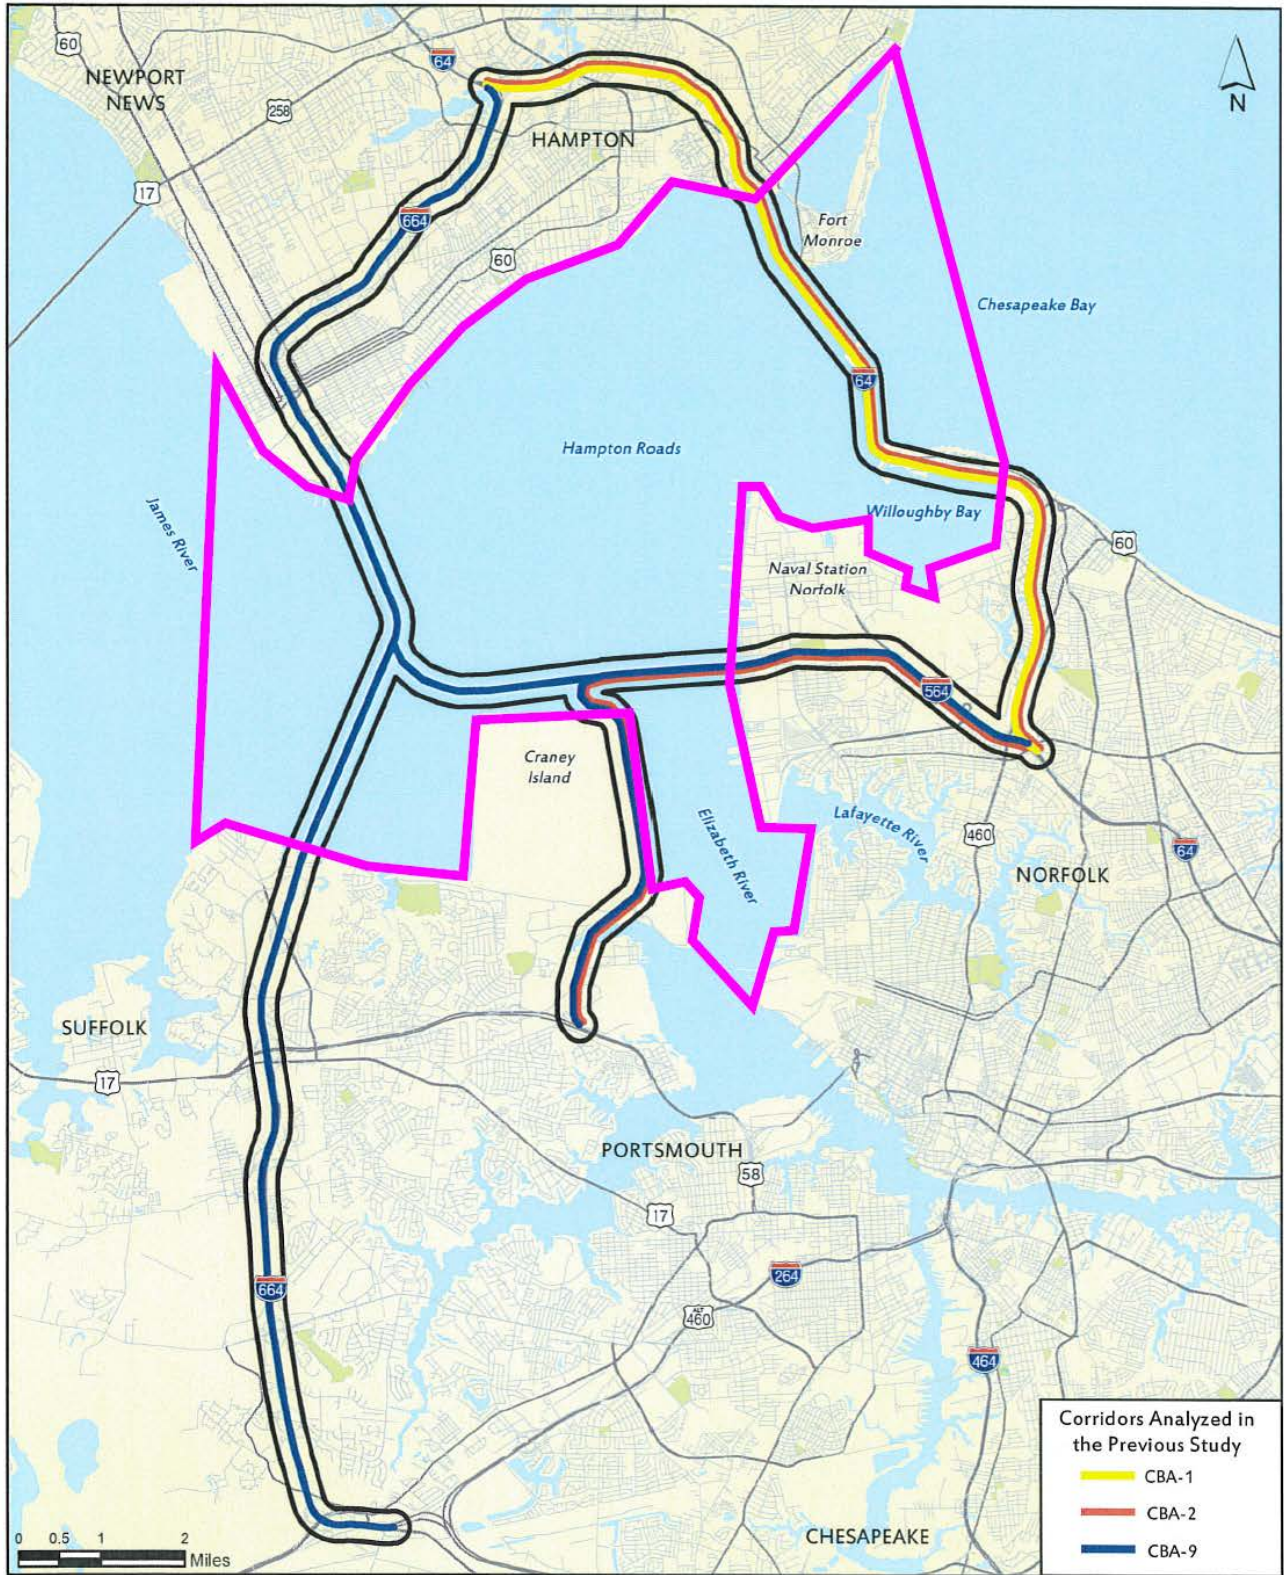 60
64
NEWPORT
NEWS
N
258
HAMPTON
17
664
Fort
Monroe
60
Chesapeake Bay
64
Hampton Roads
James River
Willoughby Bay
60
Naval Station
Norfolk
564
Craney
Island
Elizabeth River
Lafayette River
460
64
NORFOLK
SUFFOLK
17
PORTSMOUTH
58
17
264
664
ALT
460
464
Corridors Analyzed in
the Previous Study
CBA-1
CBA-2
CBA-9
CHESAPEAKE
0 0.5 1 2
Miles